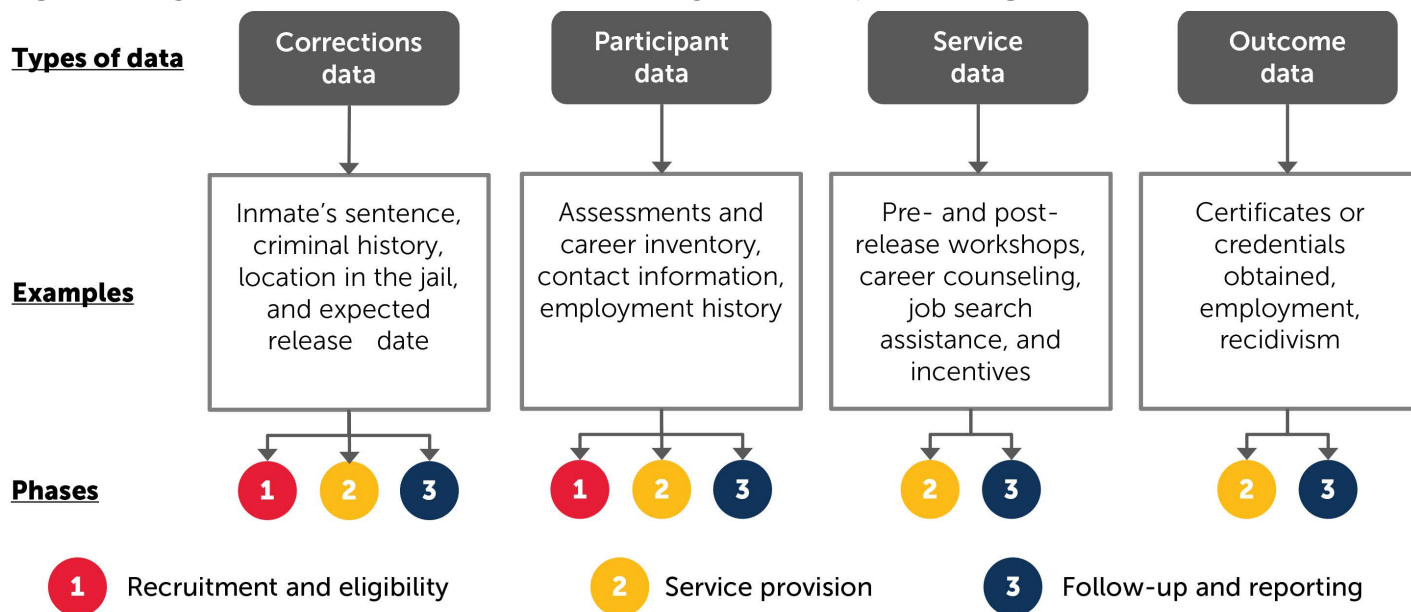 Types of data
Corrections
data
Participant
data
Service
data
Outcome
data
Examples
Inmate's sentence,
criminal history,
location in the jail,
and expected
release date
Assessments and
career inventory,
contact information,
employment history
Pre- and post-
release workshops,
career counseling,
job search
assistance, and
incentives
Certificates or
credentials
obtained,
employment,
recidivism
Phases
1 2 3
1 2 3
2 3
2 3
1 Recruitment and eligibility
2 Service provision
3 Follow-up and reporting